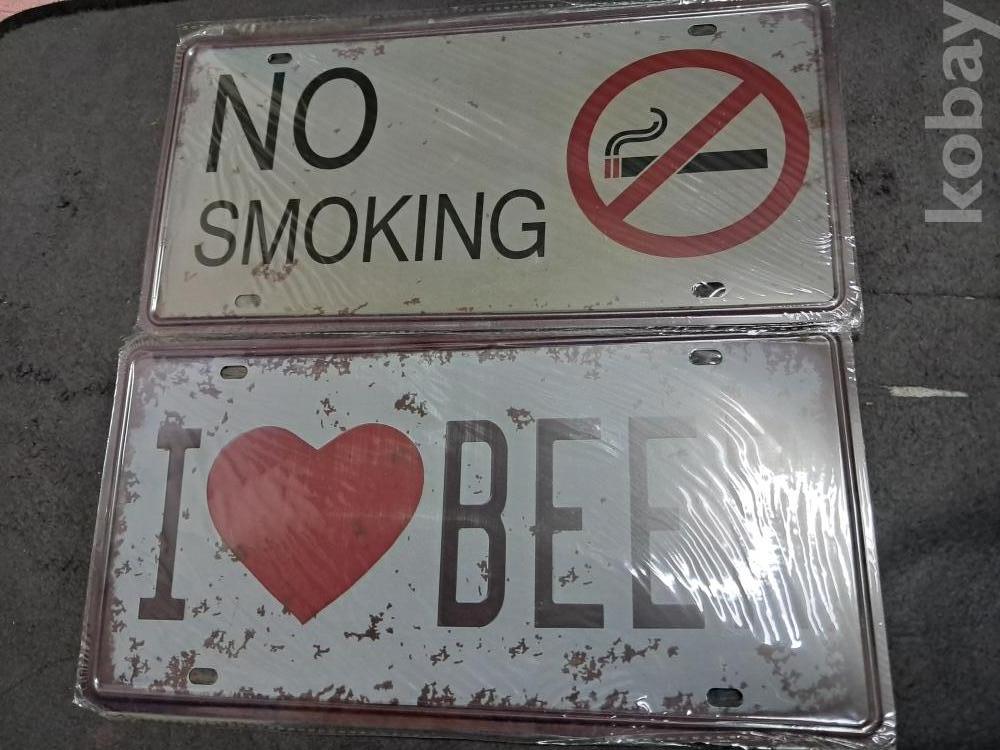 NO
SMOKING
I ❤ BEE
kobay